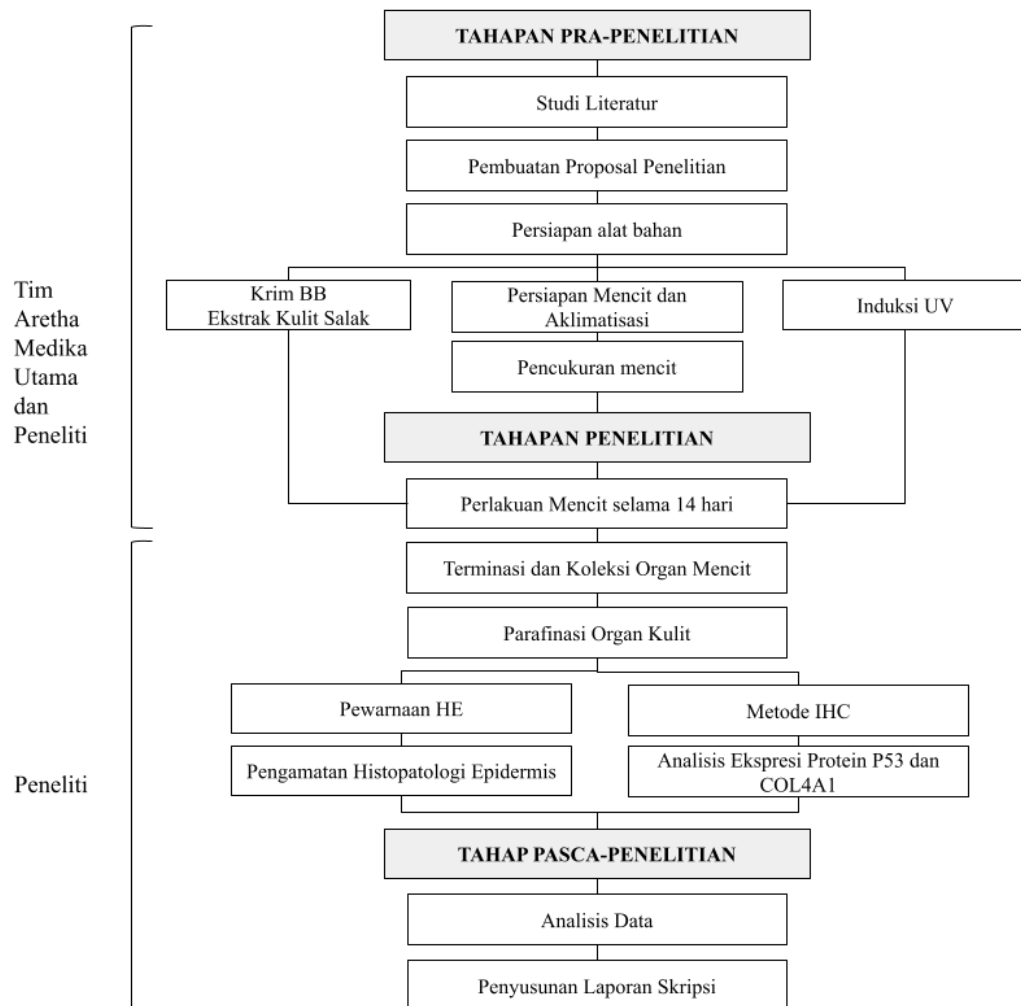 TAHAPAN PRA-PENELITIAN
Studi Literatur
Pembuatan Proposal Penelitian
Persiapan alat bahan
Krim BB
Ekstrak Kulit Salak
Persiapan Mencit dan
Aklimatisasi
Induksi UV
Pencukuran mencit
Tim
Aretha
Medika
Utama
dan
Peneliti
TAHAPAN PENELITIAN
Perlakuan Mencit selama 14 hari
Terminasi dan Koleksi Organ Mencit
Parafinasi Organ Kulit
Pewarnaan HE
Metode IHC
Pengamatan Histopatologi Epidermis
Analisis Ekspresi Protein P53 dan
COL4A1
Peneliti
TAHAP PASCA-PENELITIAN
Analisis Data
Penyusunan Laporan Skripsi